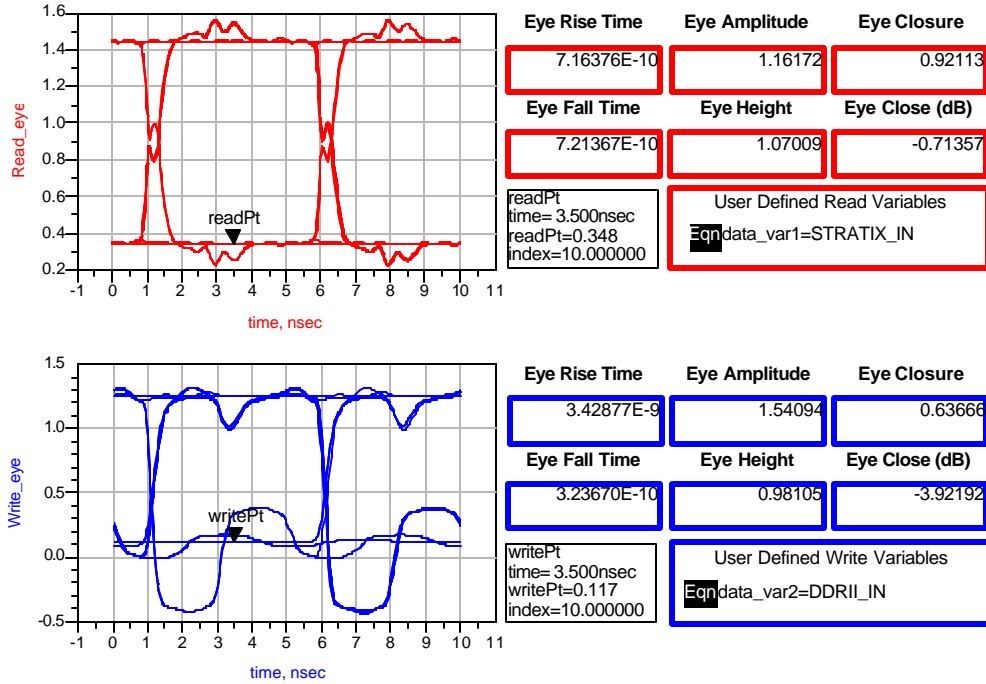 1.6
1.4
1.2
1.0
0.8
0.6
0.4
0.2
Read_eye
readPt
-1 0 1 2 3 4 5 6 7 8 9 10 11
time, nsec
Eye Rise Time Eye Amplitude Eye Closure
7.16376E-10 1.16172 0.92113
Eye Fall Time Eye Height Eye Close (dB)
7.21367E-10 1.07009 -0.71357
readPt
time= 3.500nsec
readPt=0.348
index=10.000000
User Defined Read Variables
Eqn data_var1=STRATIX_IN
1.5
1.0
0.5
0.0
-0.5
Write_eye
writePt
-1 0 1 2 3 4 5 6 7 8 9 10 11
time, nsec
Eye Rise Time Eye Amplitude Eye Closure
3.42877E-9 1.54094 0.63666
Eye Fall Time Eye Height Eye Close (dB)
3.23670E-10 0.98105 -3.92192
writePt
time= 3.500nsec
writePt=0.117
index=10.000000
User Defined Write Variables
Eqn data_var2=DDRII_IN